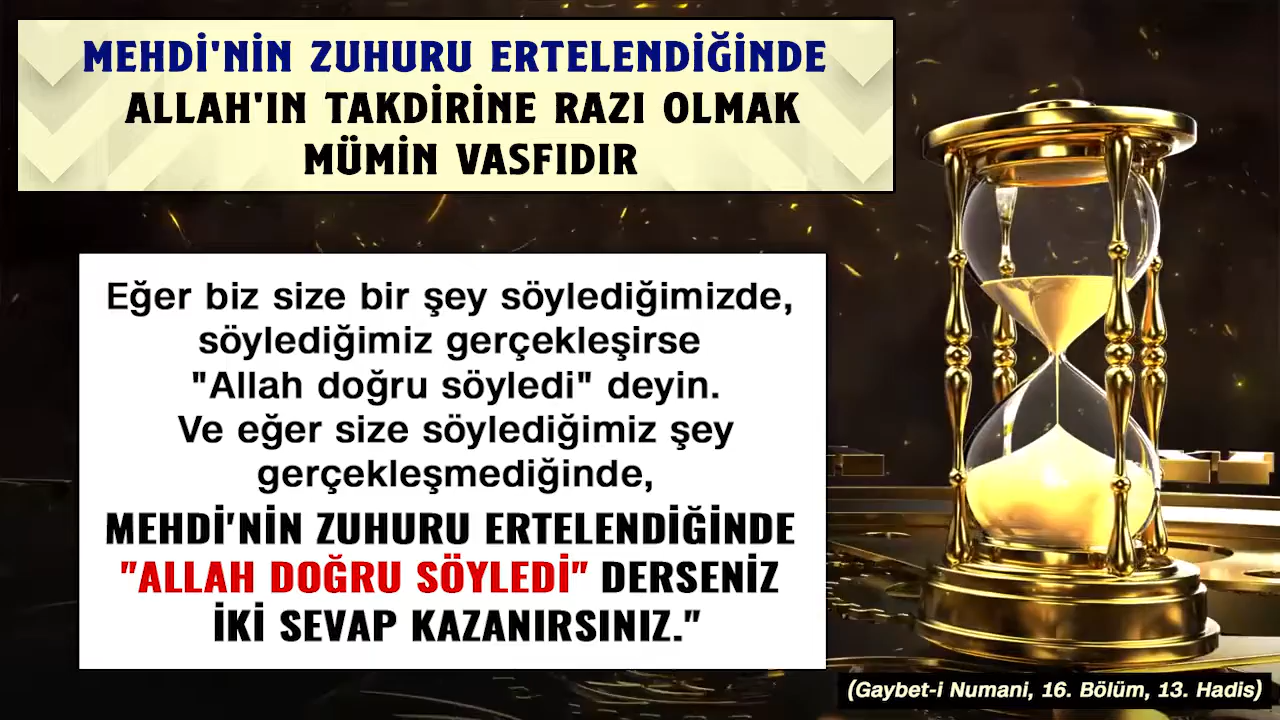 MEHDİ'NİN ZUHURU ERTELENDİĞİNDE
ALLAH'IN TAKDİRİNE RAZI OLMAK
MÜMİN VASFIDIR
Eğer biz size bir şey söylediğimizde,
söylediğimiz gerçekleşirse
"Allah doğru söyledi" deyin.
Ve eğer size söylediğimiz şey
gerçekleşmediğinde,
MEHDİ'NİN ZUHURU ERTELENDİĞİNDE
"ALLAH DOĞRU SÖYLEDİ" DERSENİZ
İKİ SEVAP KAZANIRSINIZ."
(Gaybet-i Numani, 16. Bölüm, 13. Hadis)